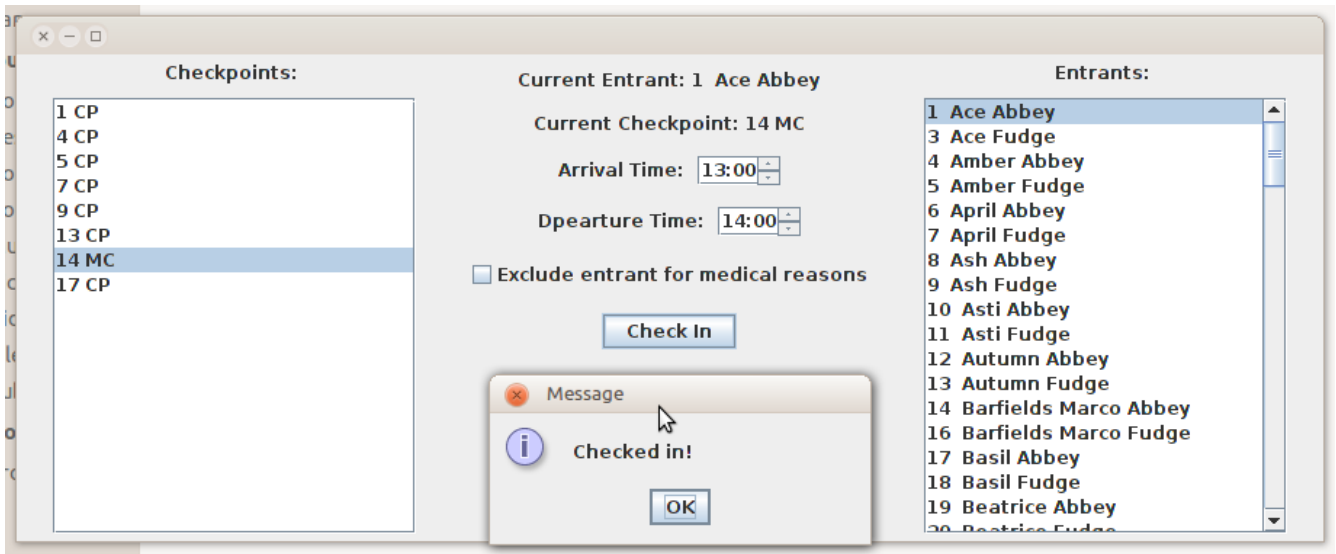 Checkpoints:
1 CP
4 CP
5 CP
7 CP
9 CP
13 CP
14 MC
17 CP
Current Entrant: 1 Ace Abbey
Current Checkpoint: 14 MC
Arrival Time: 13:00
Dpearture Time: 14:00
Exclude entrant for medical reasons
Check In
Message
Checked in!
OK
Entrants:
1 Ace Abbey
3 Ace Fudge
4 Amber Abbey
5 Amber Fudge
6 April Abbey
7 April Fudge
8 Ash Abbey
9 Ash Fudge
10 Asti Abbey
11 Asti Fudge
12 Autumn Abbey
13 Autumn Fudge
14 Barfields Marco Abbey
16 Barfields Marco Fudge
17 Basil Abbey
18 Basil Fudge
19 Beatrice Abbey
20 Beatrice Fudge